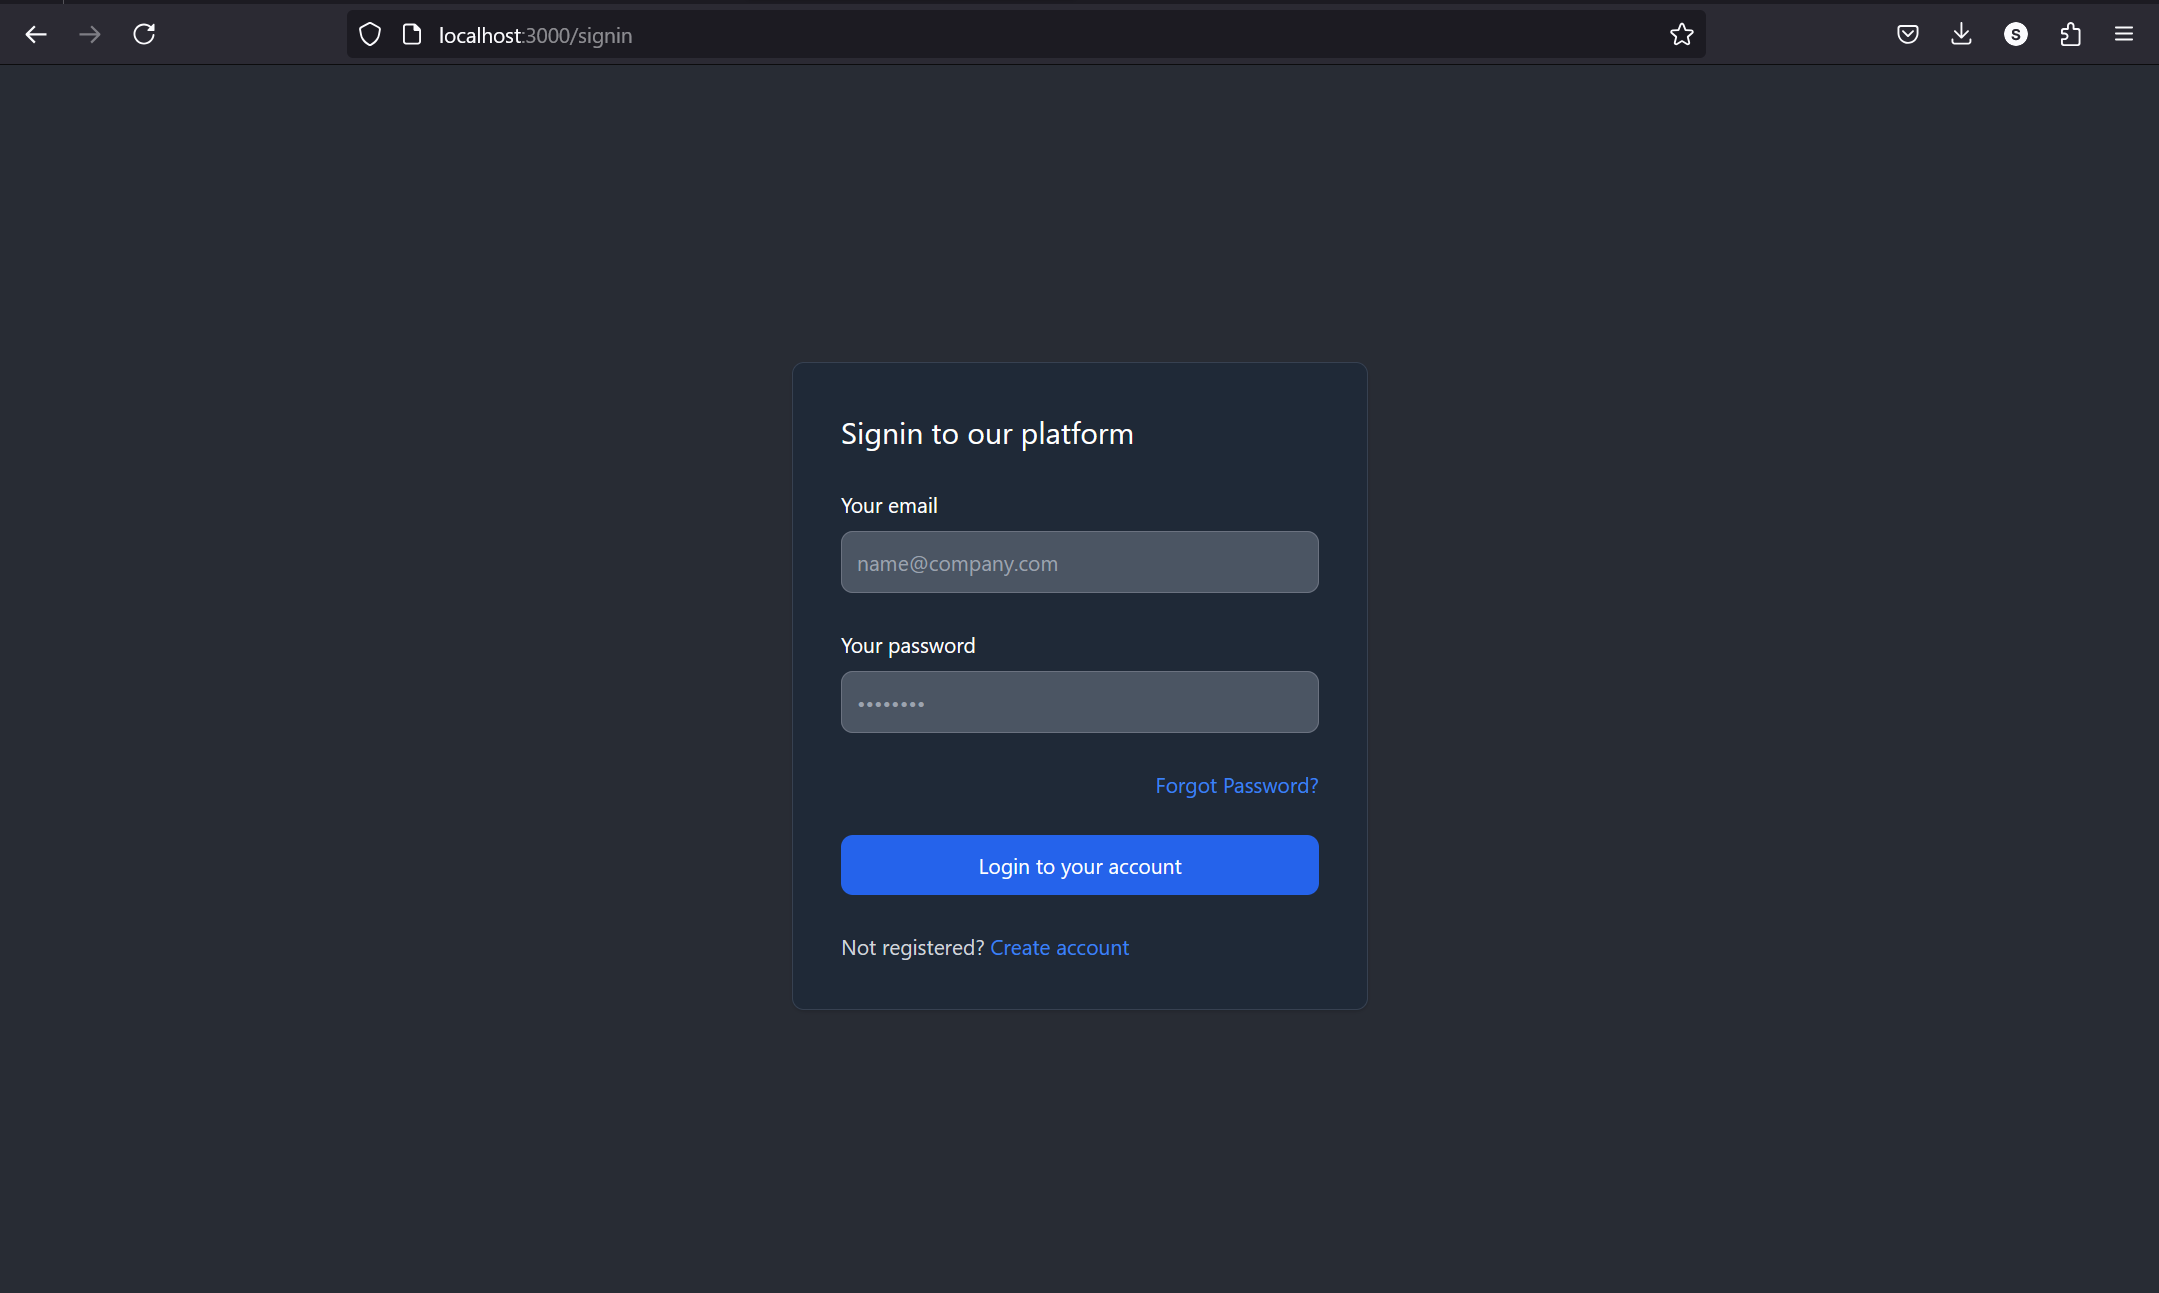 localhost:3000/signin
S
Signin to our platform
Your email
name@company.com
Your password
••••••••
Forgot Password?
Login to your account
Not registered? Create account